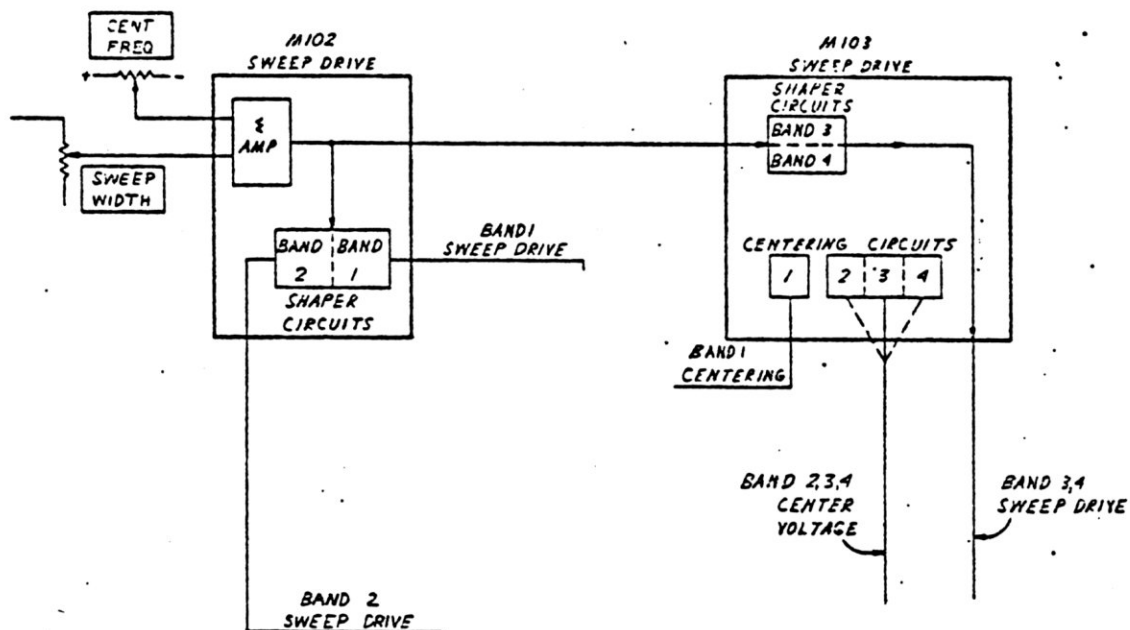 CENT
FREQ
+ -
M102
SWEEP DRIVE
Σ
AMP
SWEEP
WIDTH
BAND BAND
2 1
SHAPER
CIRCUITS
BAND1
SWEEP DRIVE
BAND 2
SWEEP DRIVE
M103
SWEEP DRIVE
SHAPER
CIRCUITS
BAND 3
BAND 4
CENTERING CIRCUITS
1 2 3 4
BAND1
CENTERING
BAND 2,3,4
CENTER
VOLTAGE
BAND 3,4
SWEEP DRIVE